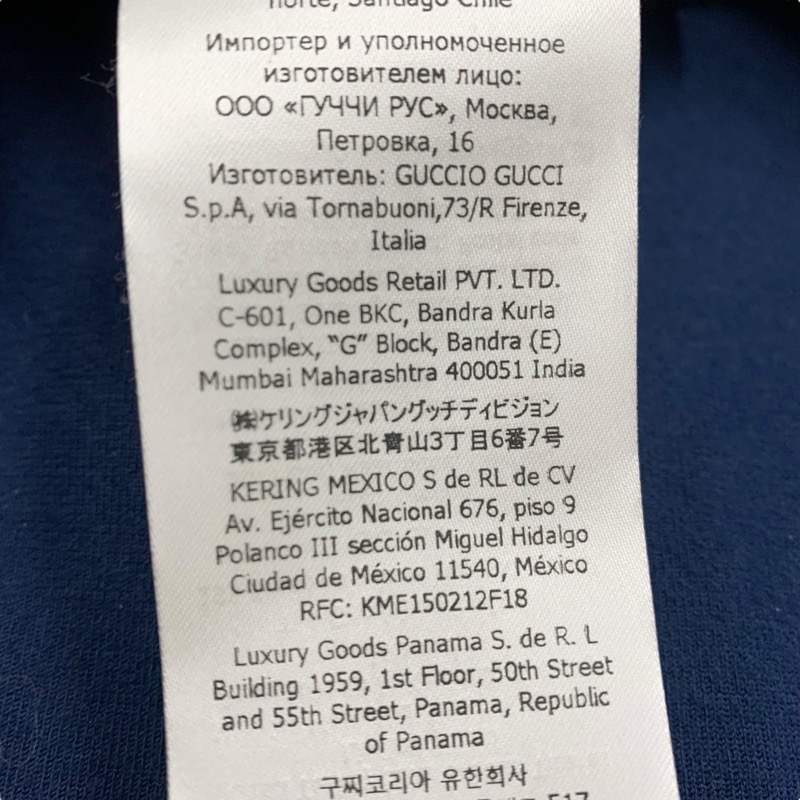 norte, Santiago Chile
Импортер и уполномоченное
изготовителем лицо:
ООО «ГУЧЧИ РУС», Москва,
Петровка, 16
Изготовитель: GUCCIO GUCCI
S.p.A, via Tornabuoni,73/R Firenze,
Italia
Luxury Goods Retail PVT. LTD.
C-601, One BKC, Bandra Kurla
Complex, “G” Block, Bandra (E)
Mumbai Maharashtra 400051 India
㈱ケリングジャパングッチディビジョン
東京都港区北青山3丁目6番7号
KERING MEXICO S de RL de CV
Av. Ejército Nacional 676, piso 9
Polanco III sección Miguel Hidalgo
Ciudad de México 11540, México
RFC: KME150212F18
Luxury Goods Panama S. de R. L
Building 1959, 1st Floor, 50th Street
and 55th Street, Panama, Republic
of Panama
구찌코리아 유한회사